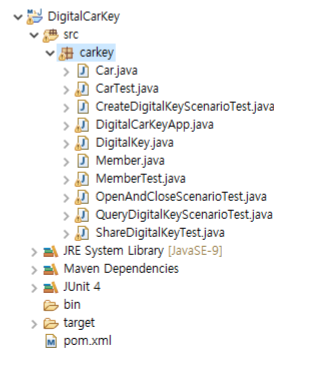 DigitalCarKey
src
carkey
Car.java
CarTest.java
CreateDigitalKeyScenarioTest.java
DigitalCarKeyApp.java
DigitalKey.java
Member.java
MemberTest.java
OpenAndCloseScenarioTest.java
QueryDigitalKeyScenarioTest.java
ShareDigitalKeyTest.java
JRE System Library [JavaSE-9]
Maven Dependencies
JUnit 4
bin
target
pom.xml